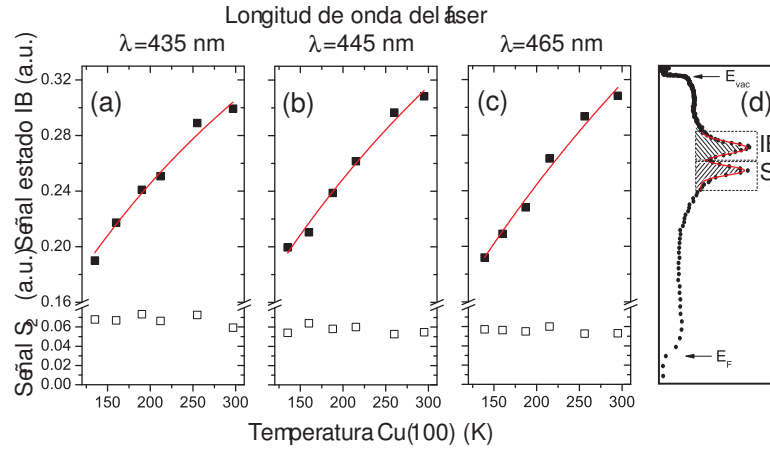 Longitud de onda del láser
λ=435 nm λ=445 nm λ=465 nm
Señal estado IB (a.u.)
Señal S2 (a.u.)
0.32
0.28
0.24
0.20
0.16
0.06
0.04
0.02
0.00
(a) (b) (c) (d)
Evac
IB
S
EF
150 200 250 300 150 200 250 300 150 200 250 300
Temperatura Cu(100) (K)